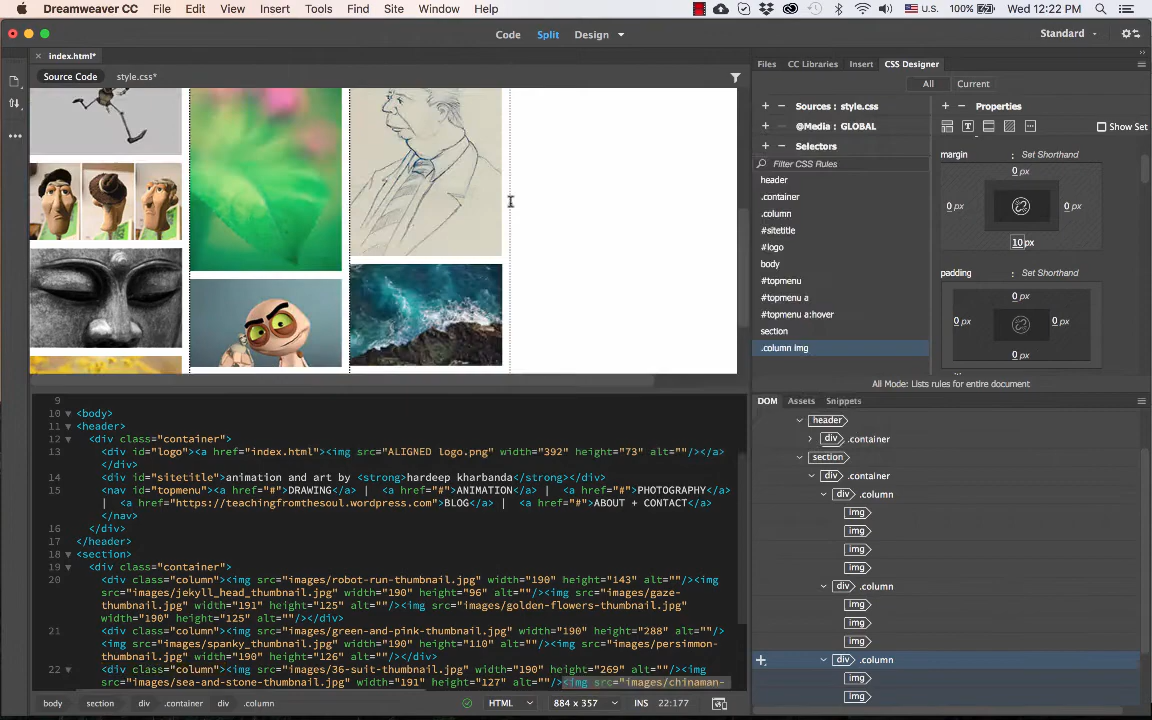 Dreamweaver CC File Edit View Insert Tools Find Site Window Help U.S. 100% Wed 12:22 PM
Code Split Design Standard
× index.html*
Source Code style.css*
Files CC Libraries Insert CSS Designer
All Current
+ − Sources : style.css
+ − @Media : GLOBAL
+ − Selectors
Filter CSS Rules
header
.container
.column
#sitetitle
#logo
body
#topmenu
#topmenu a
#topmenu a:hover
section
.column img
+ − Properties
T Show Set
margin : Set Shorthand
0 px
0 px 0 px
10 px
padding : Set Shorthand
0 px
0 px 0 px
0 px
All Mode: Lists rules for entire document
DOM Assets Snippets
header
div .container
section
div .container
div .column
img
img
img
img
div .column
img
img
img
+ div .column
img
img
9
10 <body>
11 <header>
12 <div class="container">
13 <div id="logo"><a href="index.html"><img src="ALIGNED logo.png" width="392" height="73" alt=""/></a>
</div>
14 <div id="sitetitle">animation and art by <strong>hardeep kharbanda</strong></div>
15 <nav id="topmenu"><a href="#">DRAWING</a> | <a href="#">ANIMATION</a> | <a href="#">PHOTOGRAPHY</a>
| <a href="https://teachingfromthesoul.wordpress.com">BLOG</a> | <a href="#">ABOUT + CONTACT</a>
</nav>
16 </div>
17 </header>
18 <section>
19 <div class="container">
20 <div class="column"><img src="images/robot-run-thumbnail.jpg" width="190" height="143" alt=""/><img
src="images/jekyll_head_thumbnail.jpg" width="190" height="96" alt=""/><img src="images/gaze-
thumbnail.jpg" width="191" height="125" alt=""/><img src="images/golden-flowers-thumbnail.jpg"
width="190" height="125" alt=""/></div>
21 <div class="column"><img src="images/green-and-pink-thumbnail.jpg" width="190" height="288" alt=""/>
<img src="images/spanky_thumbnail.jpg" width="190" height="110" alt=""/><img src="images/persimmon-
thumbnail.jpg" width="190" height="126" alt=""/></div>
22 <div class="column"><img src="images/36-suit-thumbnail.jpg" width="190" height="269" alt=""/><img
src="images/sea-and-stone-thumbnail.jpg" width="191" height="127" alt=""/><img src="images/chinaman-
body section div .container div .column HTML 884 x 357 INS 22:177